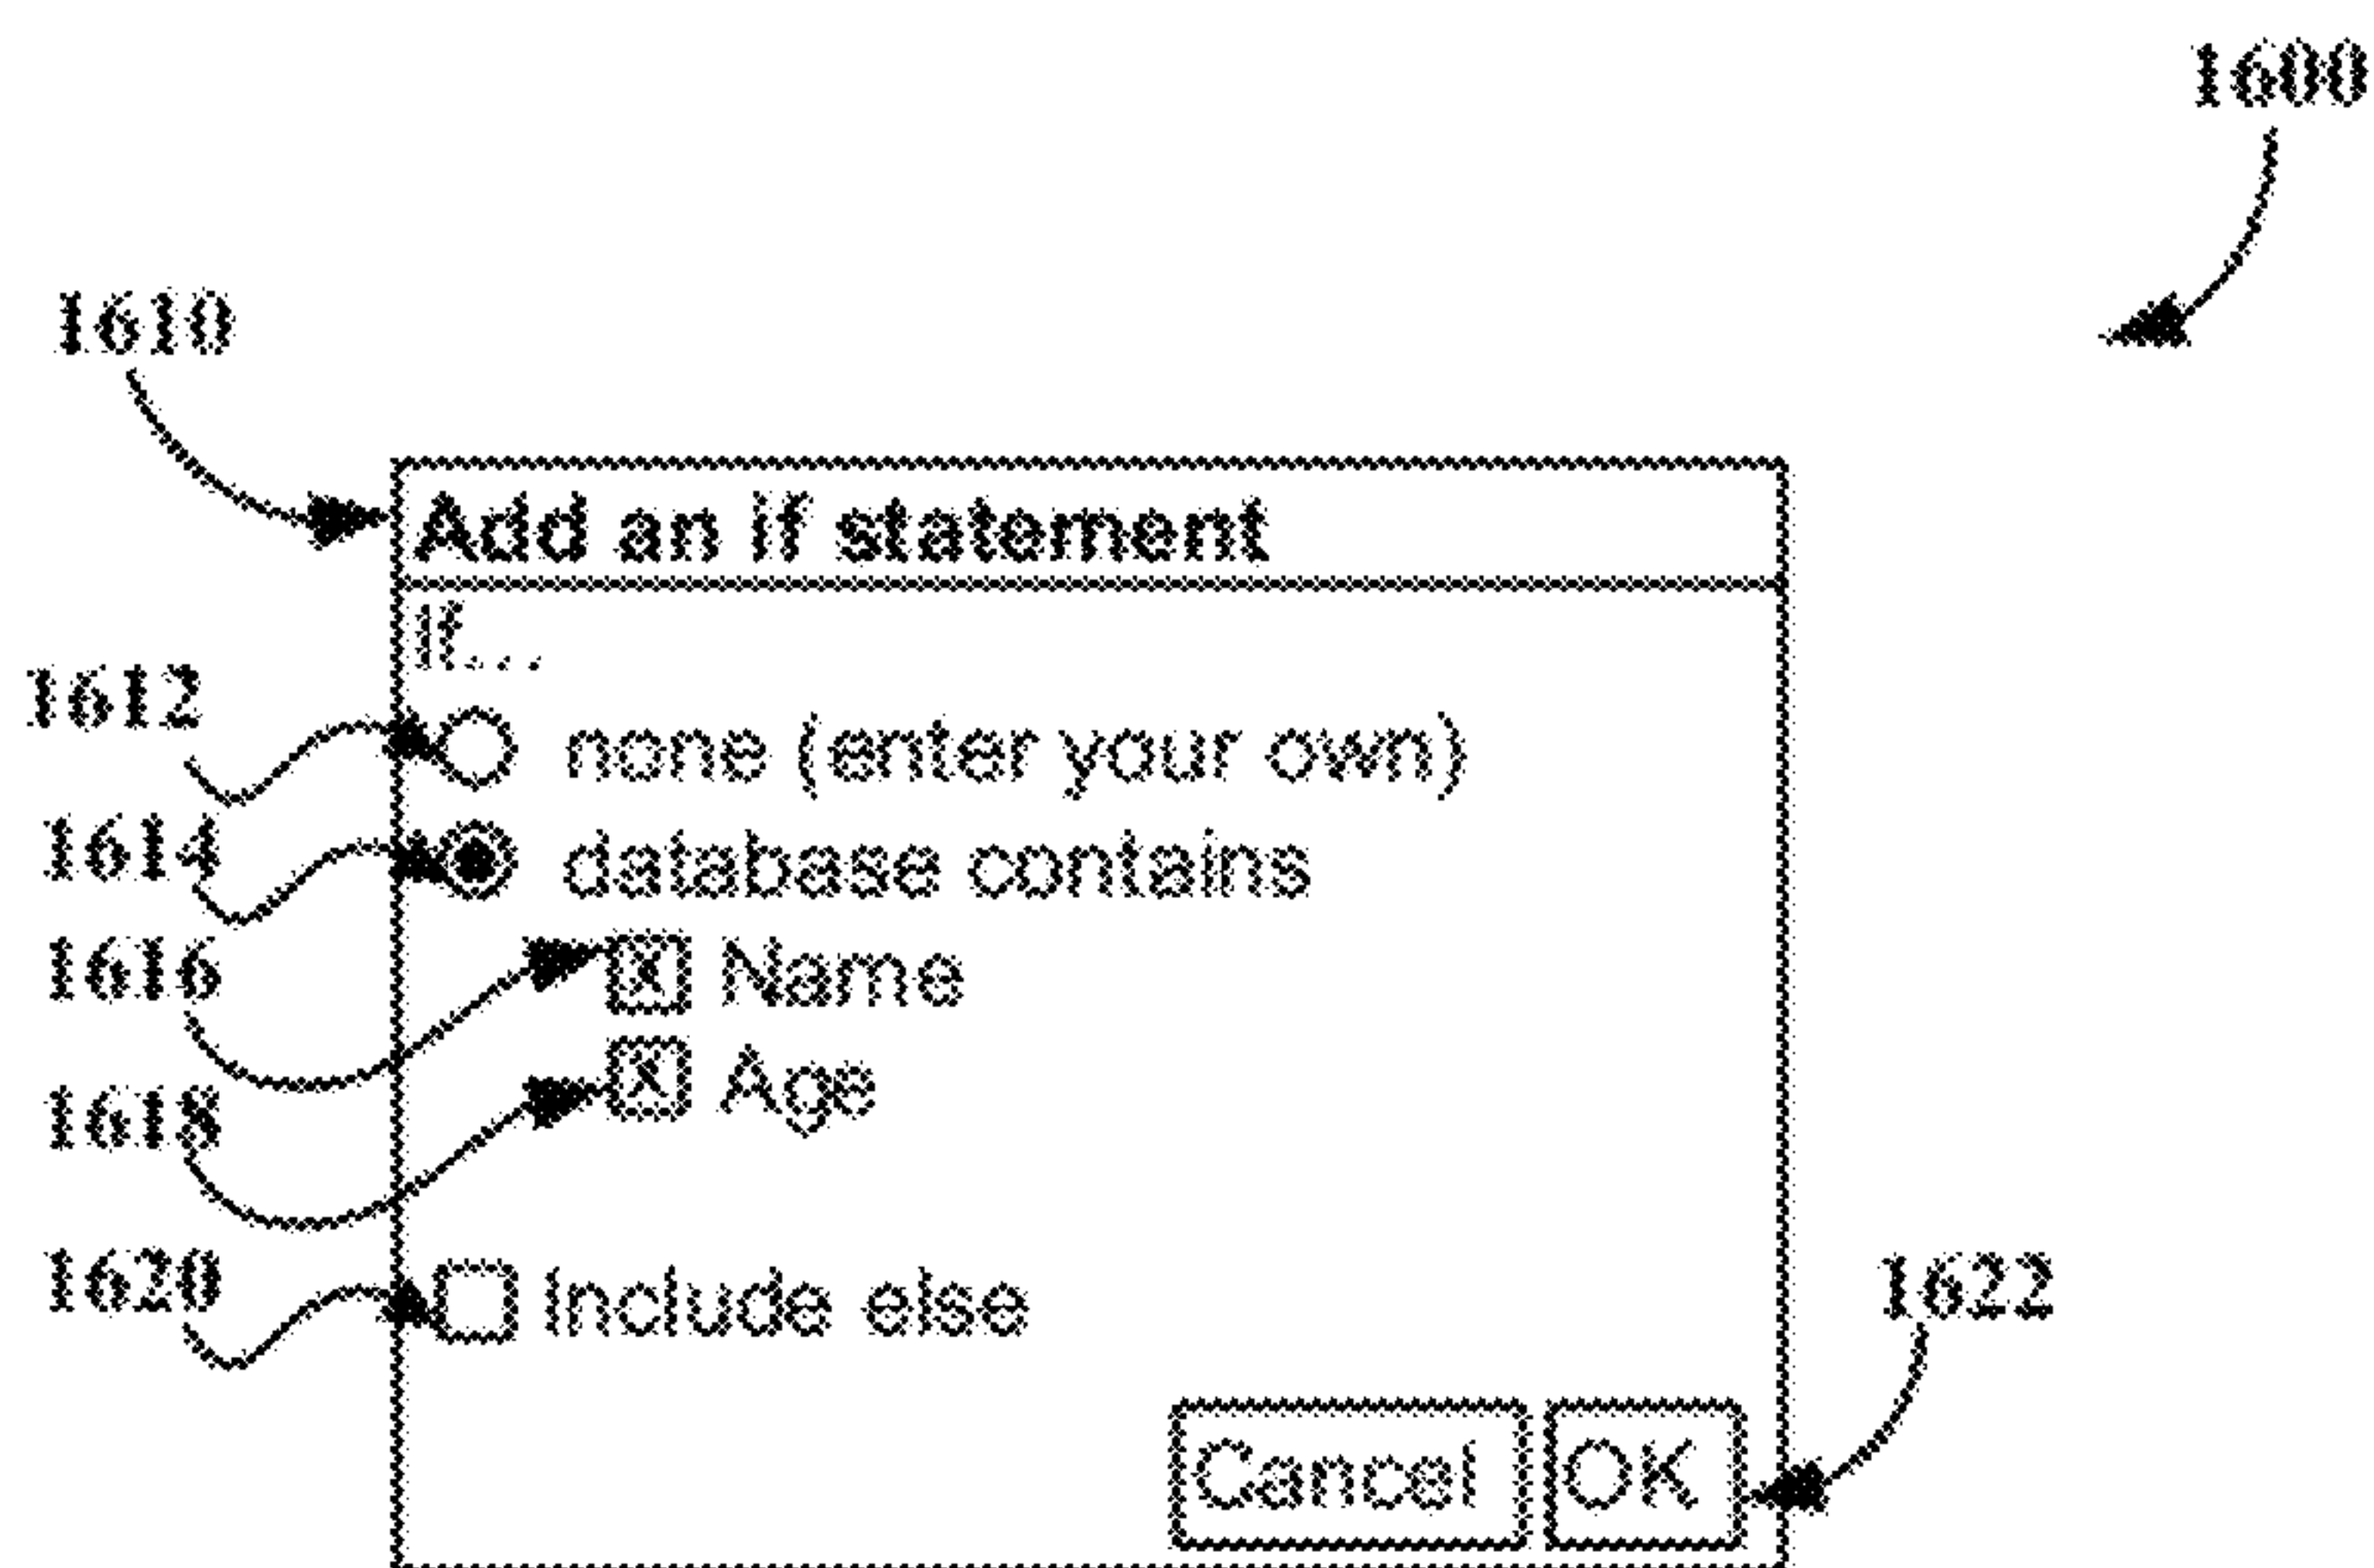 1600
1610
Add an if statement
If...
1612
none (enter your own)
1614
database contains
1616
Name
1618
Age
1620
Include else
1622
Cancel
OK